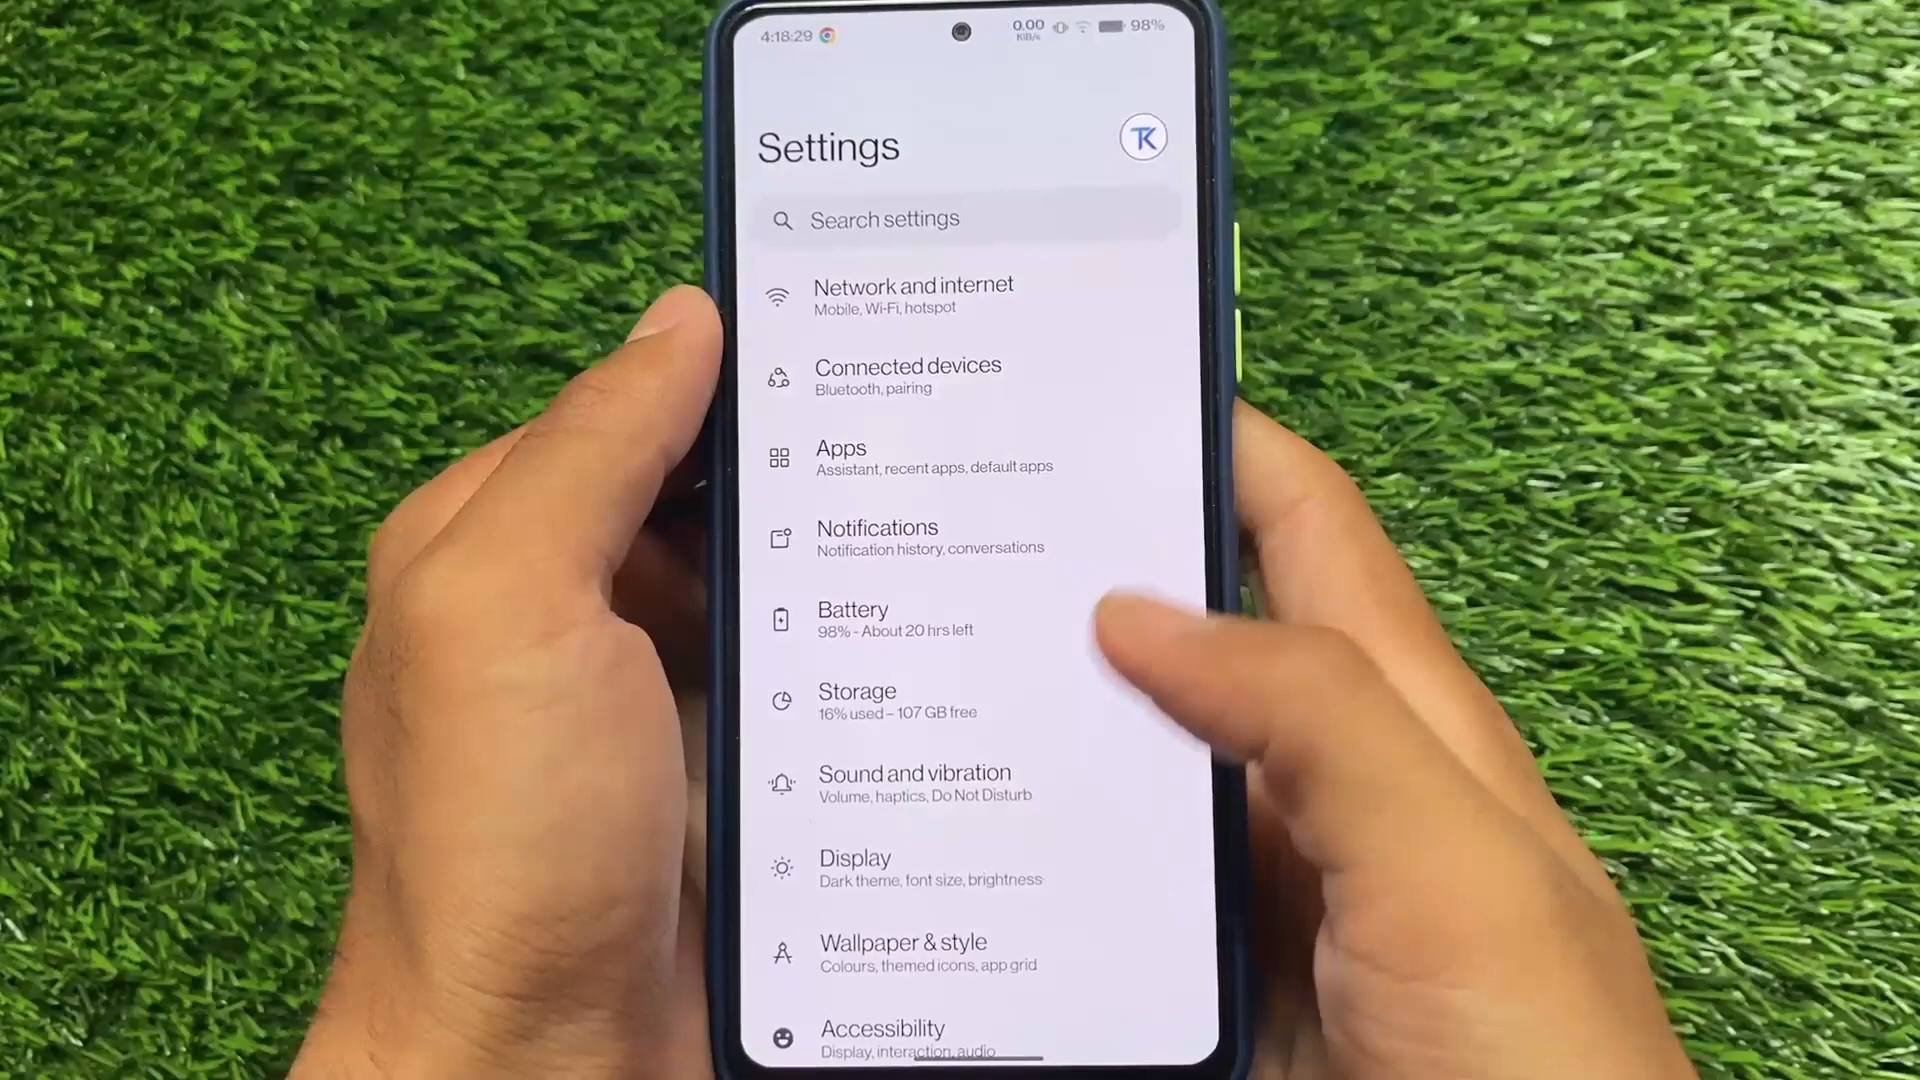 4:18:29
0.00
KiB/s
98%
Settings
TK
Search settings
Network and internet
Mobile, Wi-Fi, hotspot
Connected devices
Bluetooth, pairing
Apps
Assistant, recent apps, default apps
Notifications
Notification history, conversations
Battery
98% - About 20 hrs left
Storage
16% used – 107 GB free
Sound and vibration
Volume, haptics, Do Not Disturb
Display
Dark theme, font size, brightness
Wallpaper & style
Colours, themed icons, app grid
Accessibility
Display, interaction, audio